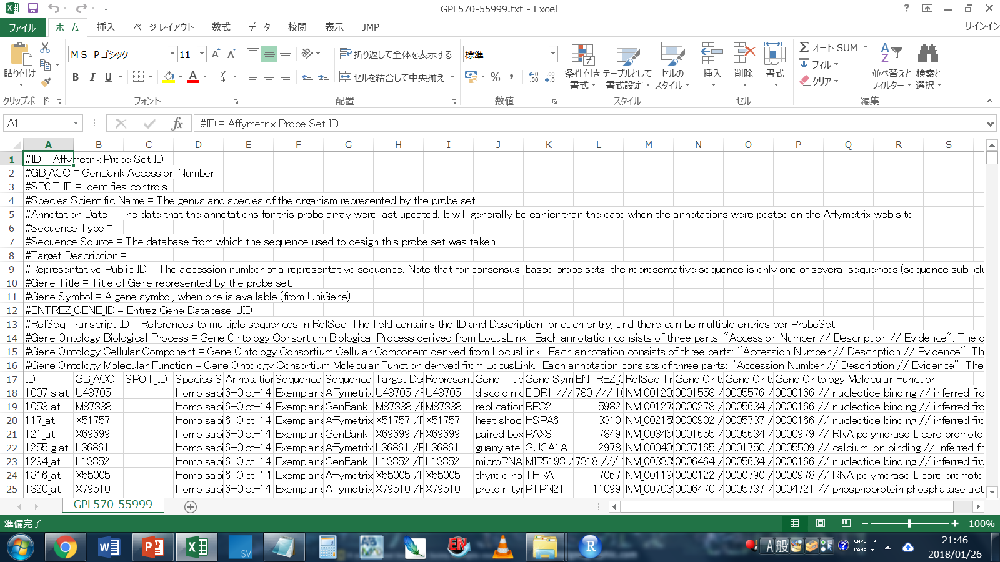 GPL570-55999.txt - Excel
ファイル ホーム 挿入 ページ レイアウト 数式 データ 校閲 表示 JMP サインイン
貼り付け
クリップボード
ＭＳ Ｐゴシック 11
B I U
フォント
折り返して全体を表示する
セルを結合して中央揃え
配置
標準
数値
条件付き書式
テーブルとして書式設定
セルのスタイル
スタイル
挿入 削除 書式
セル
オート SUM
フィル
クリア
並べ替えとフィルター
検索と選択
編集
A1 fx #ID = Affymetrix Probe Set ID
A B C D E F G H I J K L M N O P Q R S
1 #ID = Affymetrix Probe Set ID
2 #GB_ACC = GenBank Accession Number
3 #SPOT_ID = identifies controls
4 #Species Scientific Name = The genus and species of the organism represented by the probe set.
5 #Annotation Date = The date that the annotations for this probe array were last updated. It will generally be earlier than the date when the annotations were posted on the Affymetrix web site.
6 #Sequence Type =
7 #Sequence Source = The database from which the sequence used to design this probe set was taken.
8 #Target Description =
9 #Representative Public ID = The accession number of a representative sequence. Note that for consensus-based probe sets, the representative sequence is only one of several sequences (sequence sub-clu
10 #Gene Title = Title of Gene represented by the probe set.
11 #Gene Symbol = A gene symbol, when one is available (from UniGene).
12 #ENTREZ_GENE_ID = Entrez Gene Database UID
13 #RefSeq Transcript ID = References to multiple sequences in RefSeq. The field contains the ID and Description for each entry, and there can be multiple entries per ProbeSet.
14 #Gene Ontology Biological Process = Gene Ontology Consortium Biological Process derived from LocusLink.  Each annotation consists of three parts: "Accession Number // Description // Evidence". The c
15 #Gene Ontology Cellular Component = Gene Ontology Consortium Cellular Component derived from LocusLink.  Each annotation consists of three parts: "Accession Number // Description // Evidence". Th
16 #Gene Ontology Molecular Function = Gene Ontology Consortium Molecular Function derived from LocusLink.  Each annotation consists of three parts: "Accession Number // Description // Evidence". The
17 ID GB_ACC SPOT_ID Species S Annotation Sequence Sequence Target De Represent Gene Title Gene Sym ENTREZ_G RefSeq Tr Gene Onto Gene Onto Gene Ontology Molecular Function
18 1007_s_at U48705 Homo sapi 6-Oct-14 Exemplar s Affymetrix U48705 /F U48705 discoidin d DDR1 /// 780 /// 10 NM_00120 0001558 / 0005576 / 0000166 // nucleotide binding // inferred fro
19 1053_at M87338 Homo sapi 6-Oct-14 Exemplar s GenBank M87338 /F M87338 replication RFC2 5982 NM_00127 0000278 / 0005634 / 0000166 // nucleotide binding // inferred fro
20 117_at X51757 Homo sapi 6-Oct-14 Exemplar s Affymetrix X51757 /F X51757 heat shock HSPA6 3310 NM_00215 0000902 / 0005737 / 0000166 // nucleotide binding // inferred fro
21 121_at X69699 Homo sapi 6-Oct-14 Exemplar s GenBank X69699 /F X69699 paired box PAX8 7849 NM_00346 0001655 / 0005634 / 0000979 // RNA polymerase II core promote
22 1255_g_at L36861 Homo sapi 6-Oct-14 Exemplar s Affymetrix L36861 /F L36861 guanylate GUCA1A 2978 NM_00040 0007165 / 0001750 / 0005509 // calcium ion binding // inferred fr
23 1294_at L13852 Homo sapi 6-Oct-14 Exemplar s GenBank L13852 /F L13852 microRNA MIR5193 / 7318 /// NM_00333 0006464 / 0005634 / 0000166 // nucleotide binding // inferred fro
24 1316_at X55005 Homo sapi 6-Oct-14 Exemplar s Affymetrix X55005 /F X55005 thyroid ho THRA 7067 NM_00119 0000122 / 0000790 / 0000978 // RNA polymerase II core promote
25 1320_at X79510 Homo sapi 6-Oct-14 Exemplar s Affymetrix X79510 /F X79510 protein tyr PTPN21 11099 NM_00703 0006470 / 0005737 / 0004721 // phosphoprotein phosphatase act
GPL570-55999
準備完了 100%
SV EN R A 般 CAPS KANA
21:46
2018/01/26